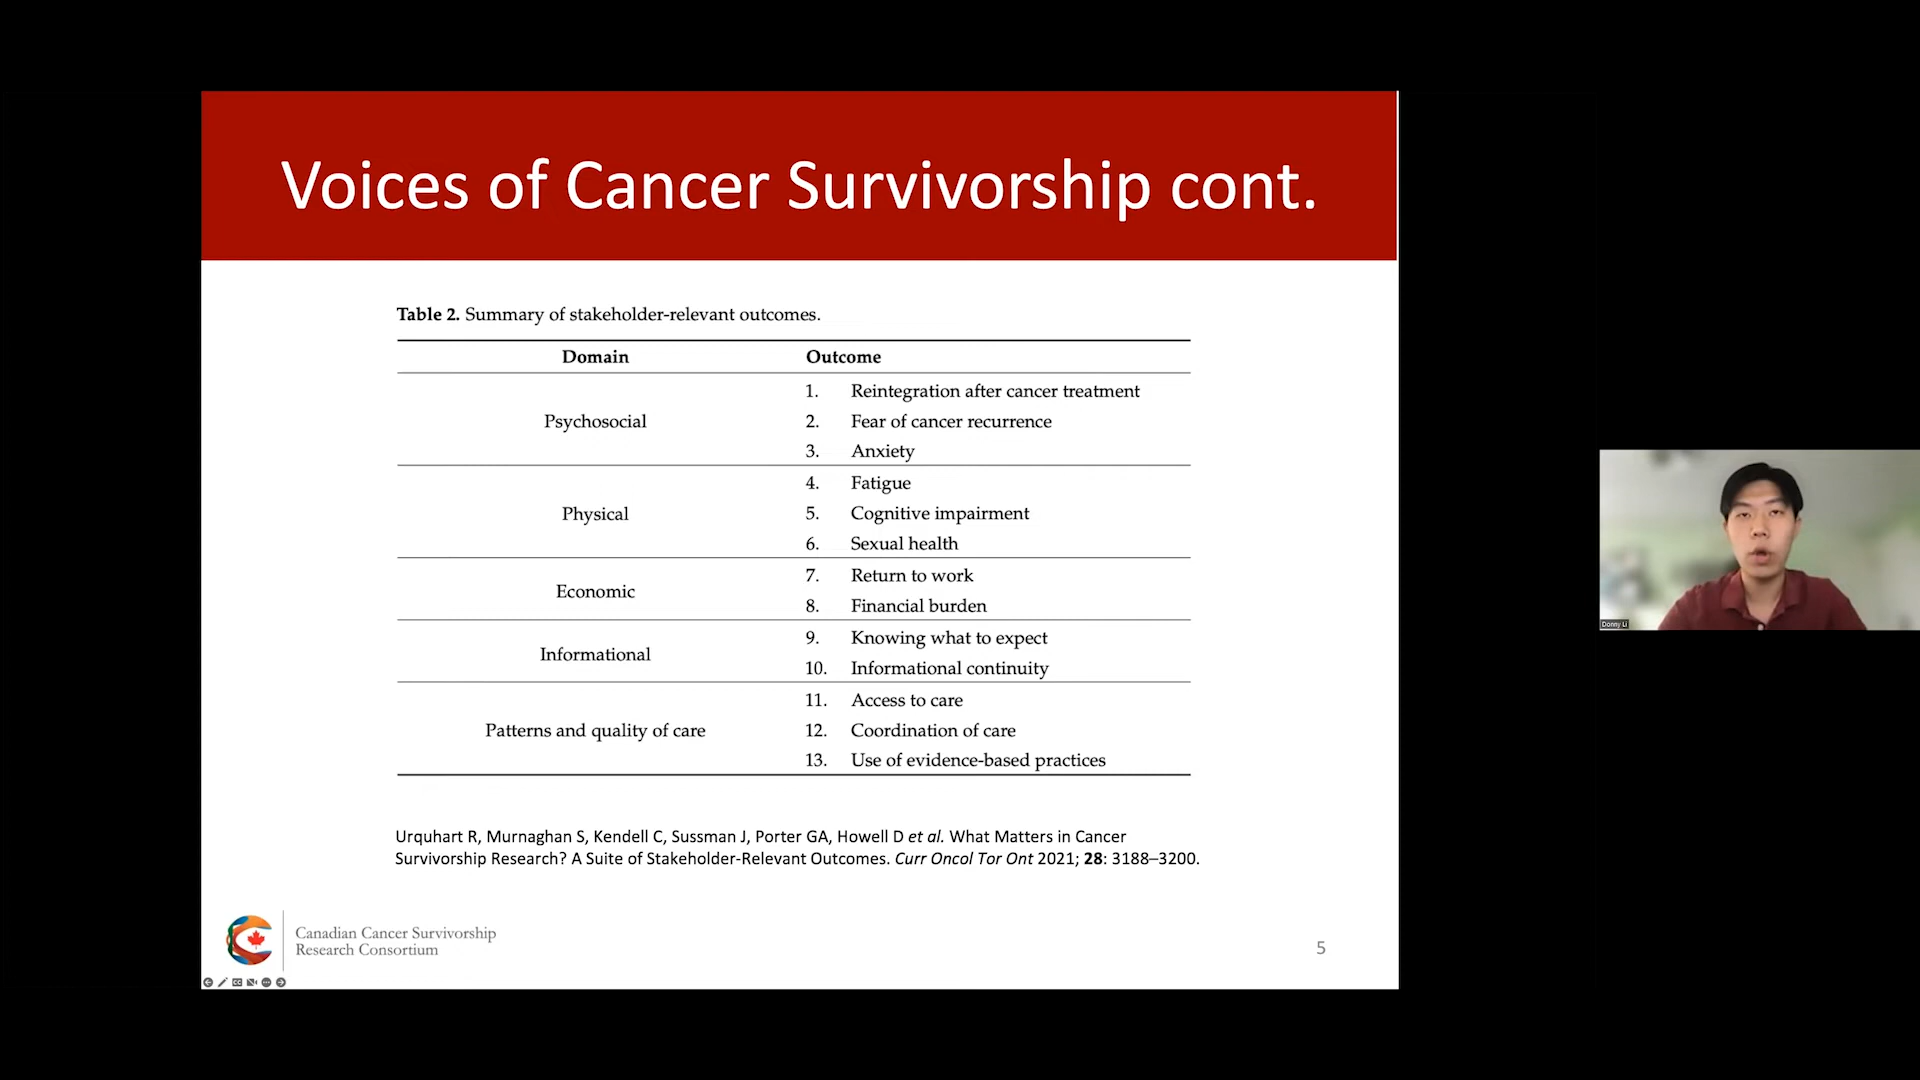 Voices of Cancer Survivorship cont.
Table 2. Summary of stakeholder-relevant outcomes.
Domain Outcome
Psychosocial
1. Reintegration after cancer treatment
2. Fear of cancer recurrence
3. Anxiety
Physical
4. Fatigue
5. Cognitive impairment
6. Sexual health
Economic
7. Return to work
8. Financial burden
Informational
9. Knowing what to expect
10. Informational continuity
Patterns and quality of care
11. Access to care
12. Coordination of care
13. Use of evidence-based practices
Urquhart R, Murnaghan S, Kendell C, Sussman J, Porter GA, Howell D et al. What Matters in Cancer
Survivorship Research? A Suite of Stakeholder-Relevant Outcomes. Curr Oncol Tor Ont 2021; 28: 3188–3200.
Canadian Cancer Survivorship
Research Consortium
5
Donny Li